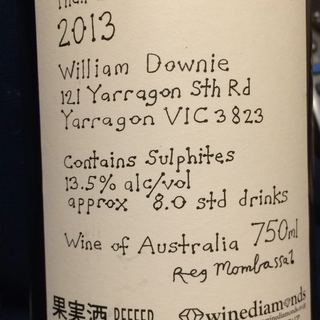 2013
William Downie
121 Yarragon Sth Rd
Yarragon VIC 3823
Contains Sulphites
13.5% alc/vol
approx 8.0 std drinks
Wine of Australia 750ml
Reg Mombassa
果実酒 winediamonds